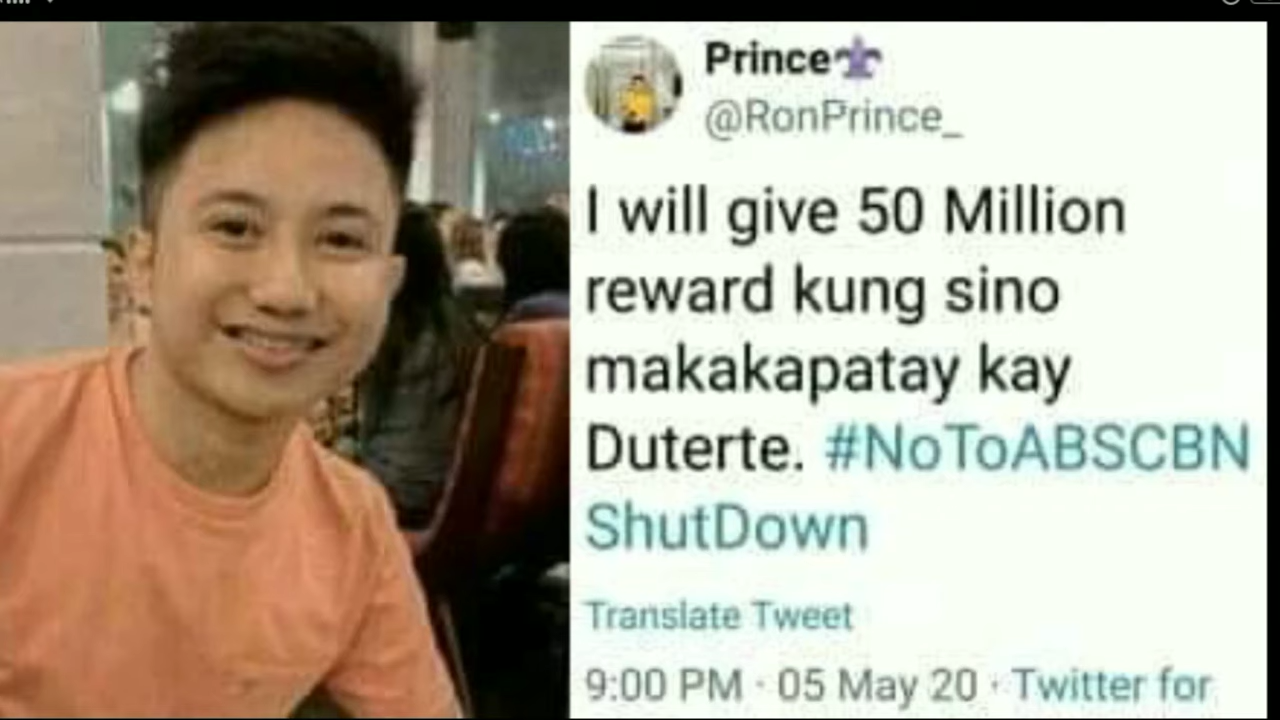 Prince⚜
@RonPrince_
I will give 50 Million
reward kung sino
makakapatay kay
Duterte. #NoToABSCBN
ShutDown
Translate Tweet
9:00 PM · 05 May 20 · Twitter for